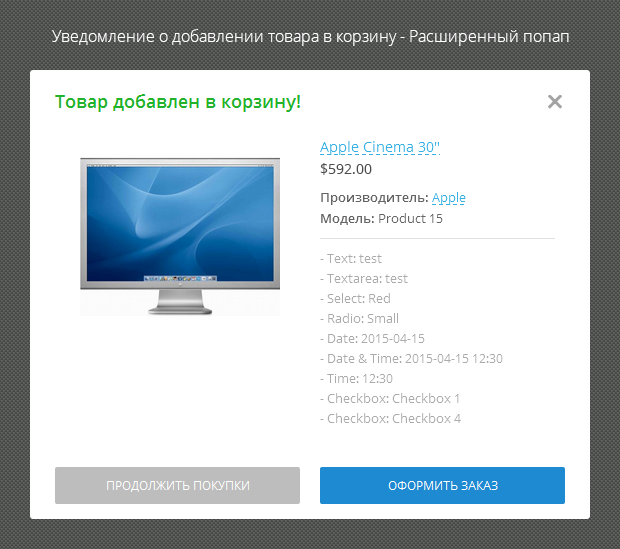 Уведомление о добавлении товара в корзину - Расширенный попап
Товар добавлен в корзину!
Apple Cinema 30"
$592.00
Производитель: Apple
Модель: Product 15
- Text: test
- Textarea: test
- Select: Red
- Radio: Small
- Date: 2015-04-15
- Date & Time: 2015-04-15 12:30
- Time: 12:30
- Checkbox: Checkbox 1
- Checkbox: Checkbox 4
ПРОДОЛЖИТЬ ПОКУПКИ
ОФОРМИТЬ ЗАКАЗ